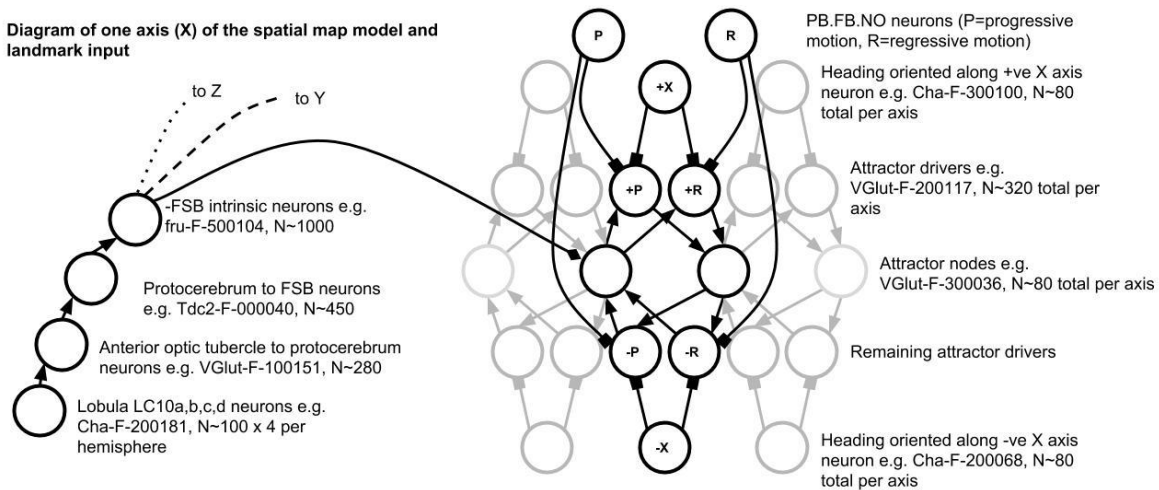 Diagram of one axis (X) of the spatial map model and
landmark input
to Z
to Y
-FSB intrinsic neurons e.g.
fru-F-500104, N~1000
Protocerebrum to FSB neurons
e.g. Tdc2-F-000040, N~450
Anterior optic tubercle to protocerebrum
neurons e.g. VGlut-F-100151, N~280
Lobula LC10a,b,c,d neurons e.g.
Cha-F-200181, N~100 x 4 per
hemisphere
P
R
+X
+P
+R
-P
-R
-X
PB.FB.NO neurons (P=progressive
motion, R=regressive motion)
Heading oriented along +ve X axis
neuron e.g. Cha-F-300100, N~80
total per axis
Attractor drivers e.g.
VGlut-F-200117, N~320 total per
axis
Attractor nodes e.g.
VGlut-F-300036, N~80 total per axis
Remaining attractor drivers
Heading oriented along -ve X axis
neuron e.g. Cha-F-200068, N~80
total per axis